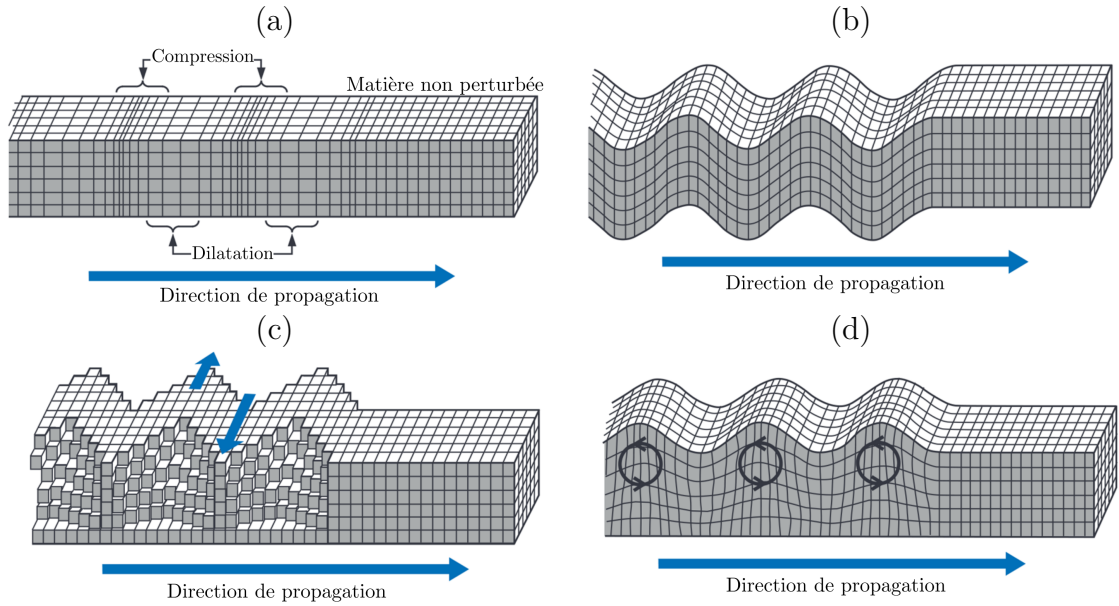 (a)
Compression
Matière non perturbée
Dilatation
Direction de propagation
(b)
Direction de propagation
(c)
Direction de propagation
(d)
Direction de propagation